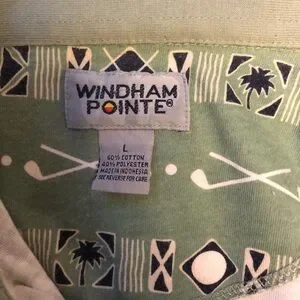 WINDHAM
POINTE®
L
60% COTTON
40% POLYESTER
MADE IN INDONESIA
SEE REVERSE FOR CARE